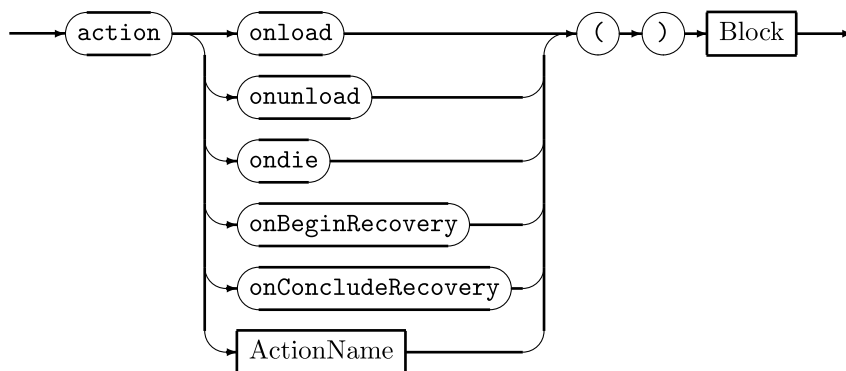 action onload ( ) Block
onunload
ondie
onBeginRecovery
onConcludeRecovery
ActionName